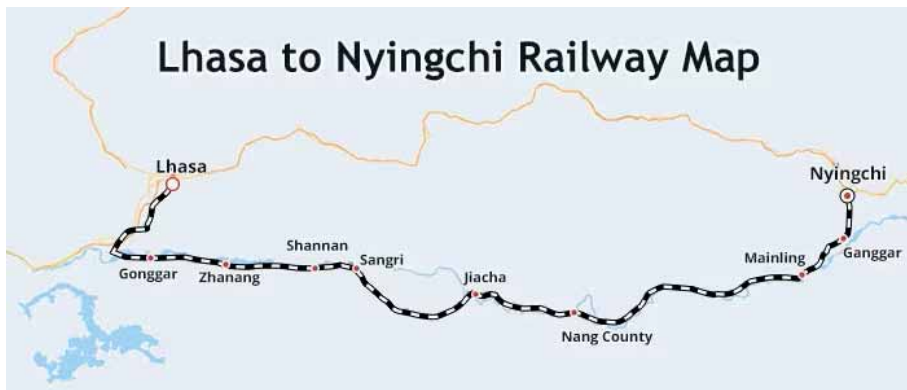 Lhasa to Nyingchi Railway Map
Lhasa
Nyingchi
Gonggar
Zhanang
Shannan
Sangri
Jiacha
Nang County
Mainling
Ganggar